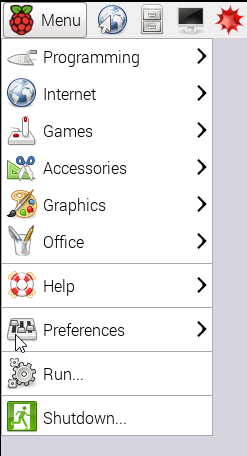 Menu
Programming
Internet
Games
Accessories
Graphics
Office
Help
Preferences
Run...
Shutdown...